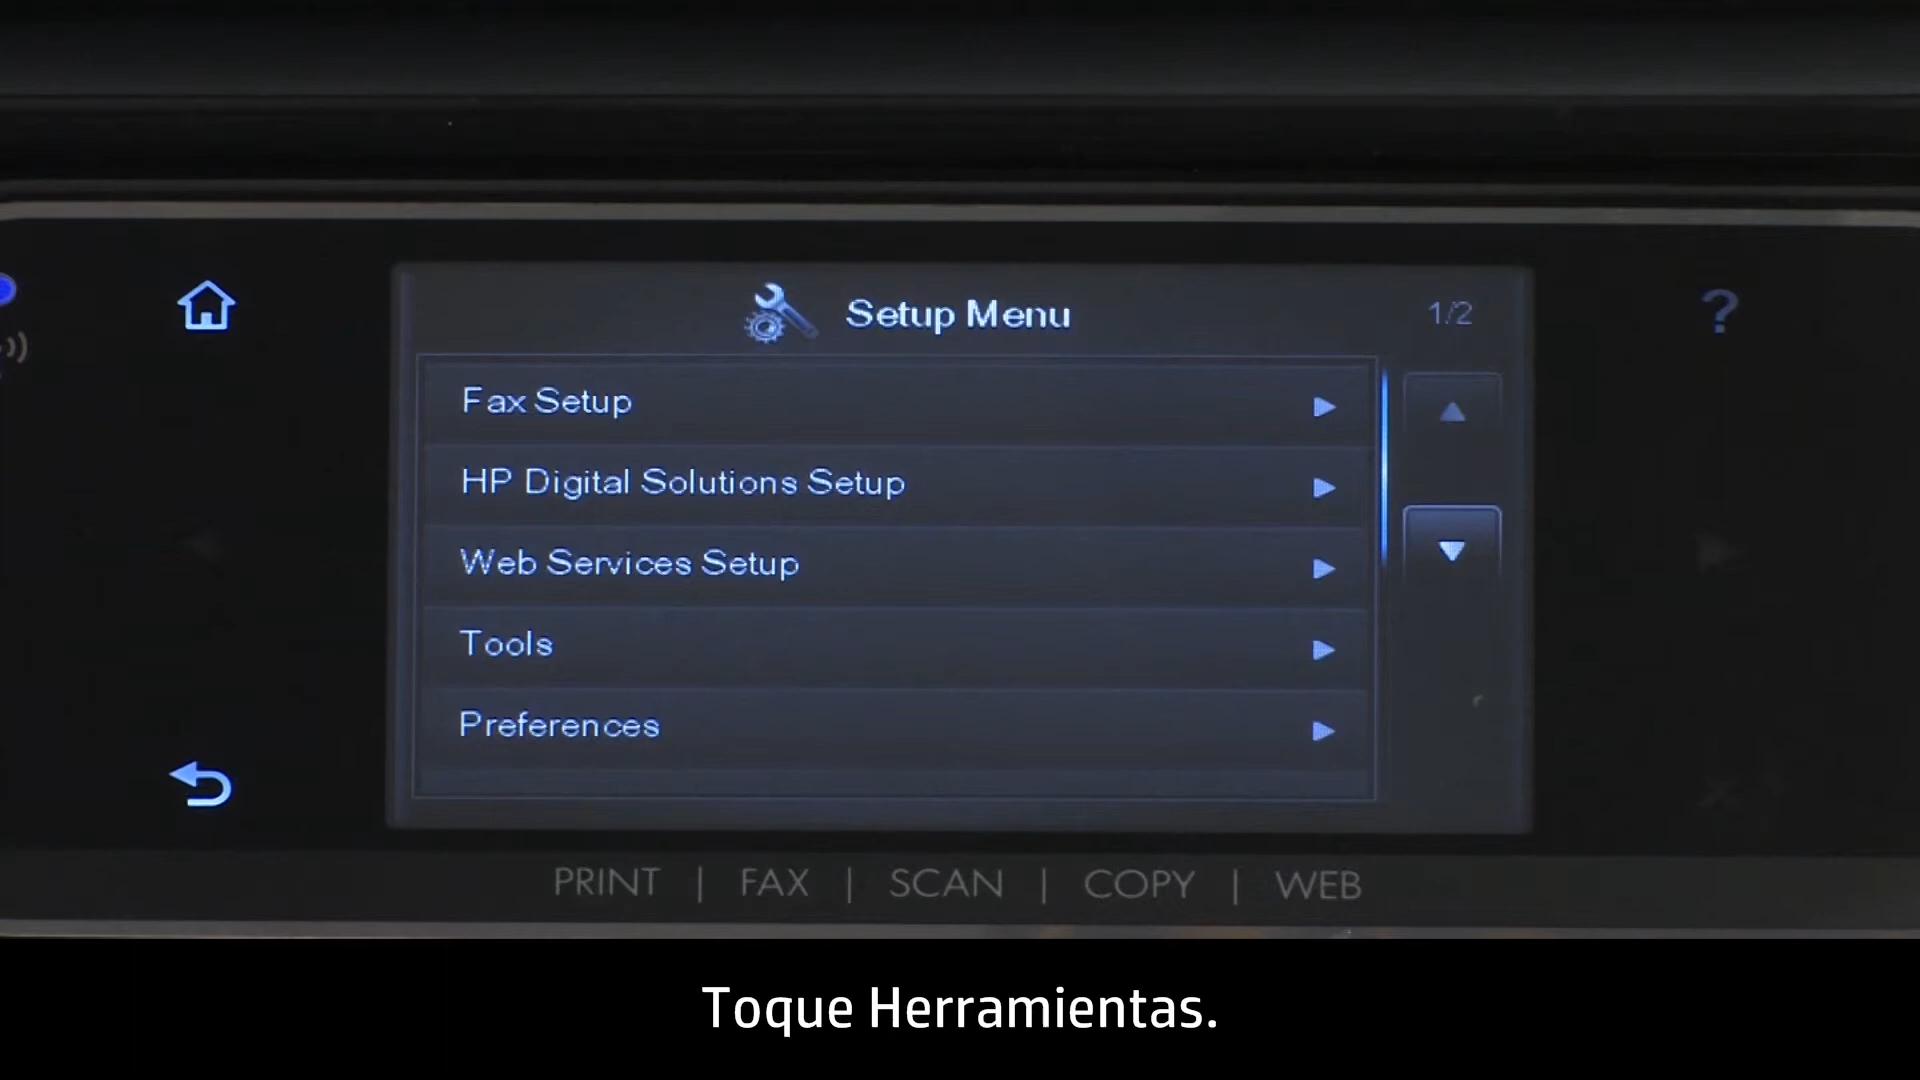 Setup Menu
1/2
?
Fax Setup
HP Digital Solutions Setup
Web Services Setup
Tools
Preferences
PRINT | FAX | SCAN | COPY | WEB
Toque Herramientas.